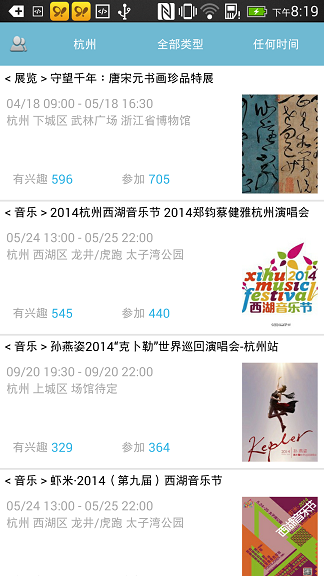 下午8:19
杭州 全部类型 任何时间
< 展览 > 守望千年：唐宋元书画珍品特展
04/18 09:00 - 05/18 16:30
杭州 下城区 武林广场 浙江省博物馆
有兴趣 596 参加 705
< 音乐 > 2014杭州西湖音乐节 2014郑钧蔡健雅杭州演唱会
05/24 13:00 - 05/25 22:00
杭州 西湖区 龙井/虎跑 太子湾公园
xihu 2014
music
festival
西湖音乐节
有兴趣 545 参加 440
< 音乐 > 孙燕姿2014“克卜勒”世界巡回演唱会-杭州站
09/20 19:30 - 09/20 22:00
杭州 上城区 场馆待定
Kepler
2014
有兴趣 329 参加 364
< 音乐 > 虾米·2014（第九届）西湖音乐节
05/24 13:00 - 05/25 22:00
杭州 西湖区 龙井/虎跑 太子湾公园
西湖音乐节